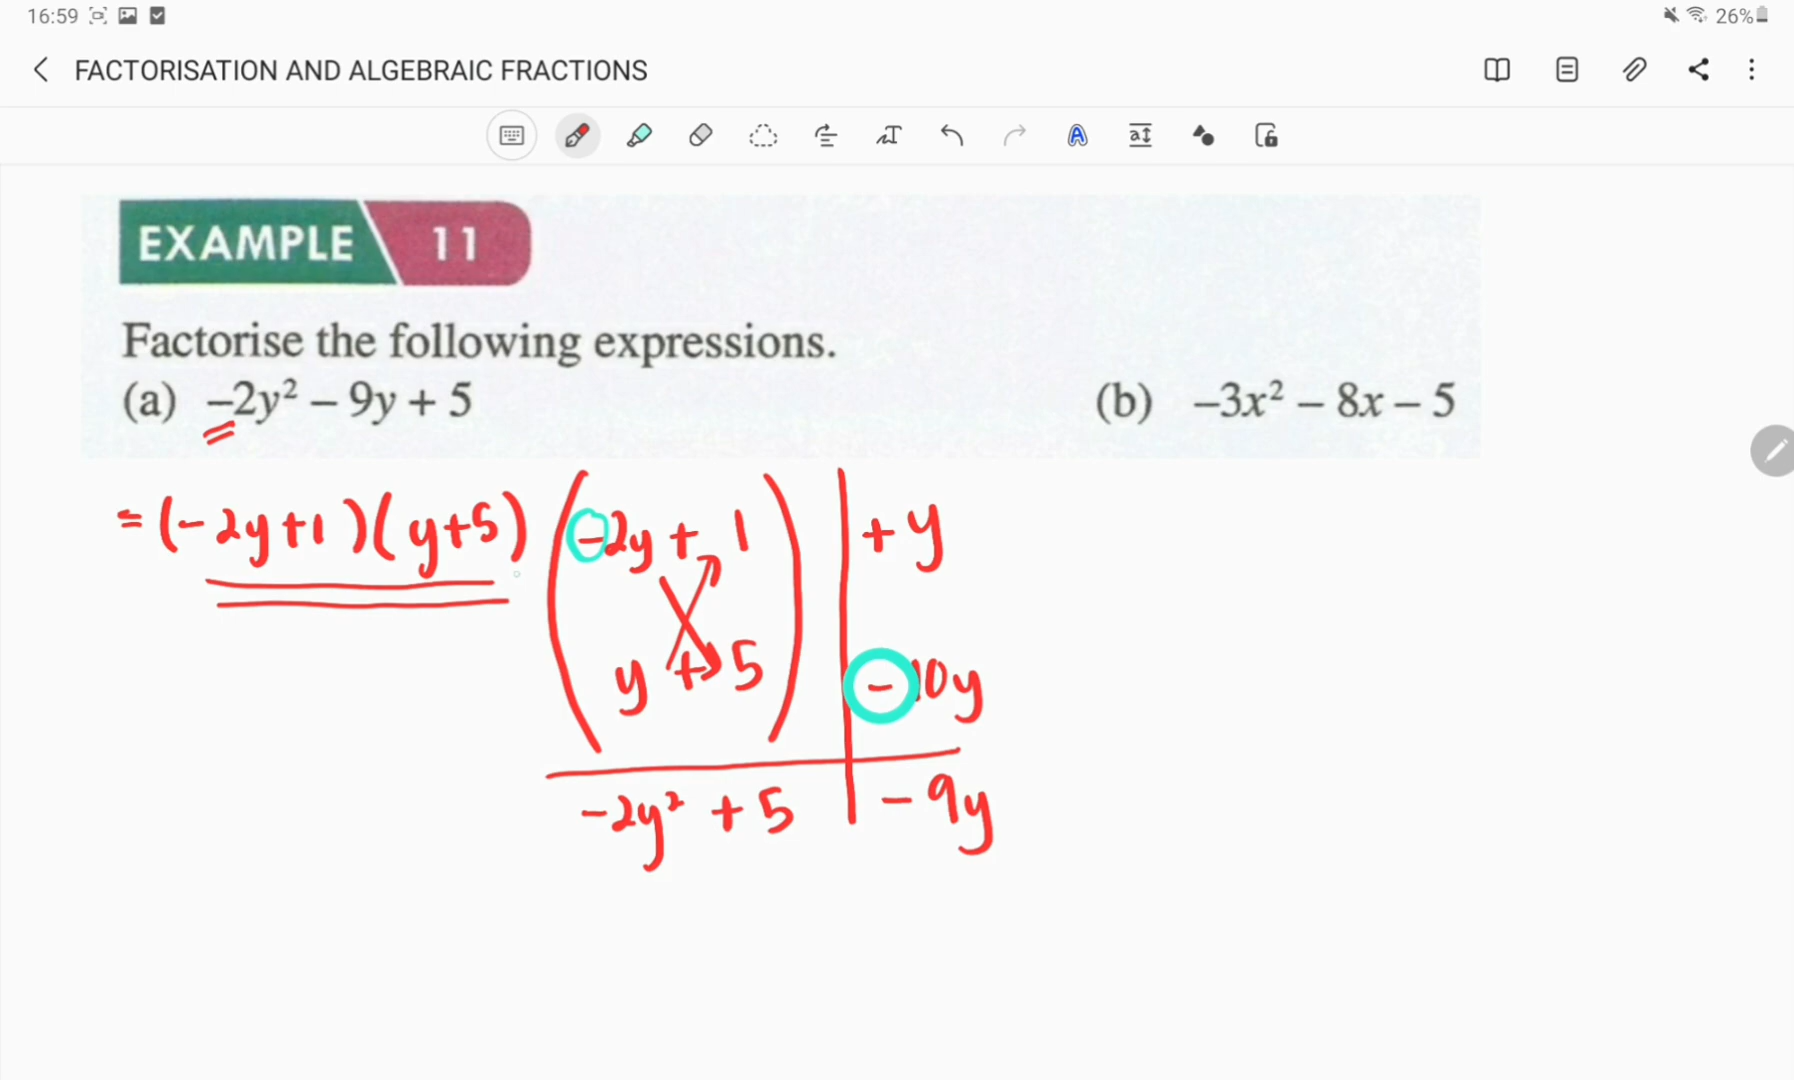 16:59 26%
FACTORISATION AND ALGEBRAIC FRACTIONS
EXAMPLE 11
Factorise the following expressions.
(a) −2y² − 9y + 5 (b) −3x² − 8x − 5
= (-2y+1)(y+5) -2y + 1 +y
y +5 -10y
-2y² +5 -9y